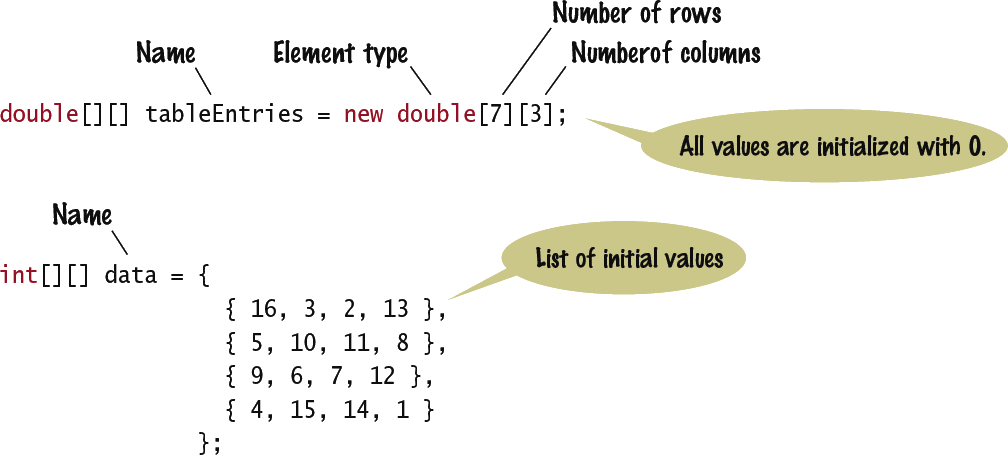 Number of rows
Name Element type Numberof columns
double[][] tableEntries = new double[7][3];
All values are initialized with 0.
Name
List of initial values
int[][] data = {
{ 16, 3, 2, 13 },
{ 5, 10, 11, 8 },
{ 9, 6, 7, 12 },
{ 4, 15, 14, 1 }
};